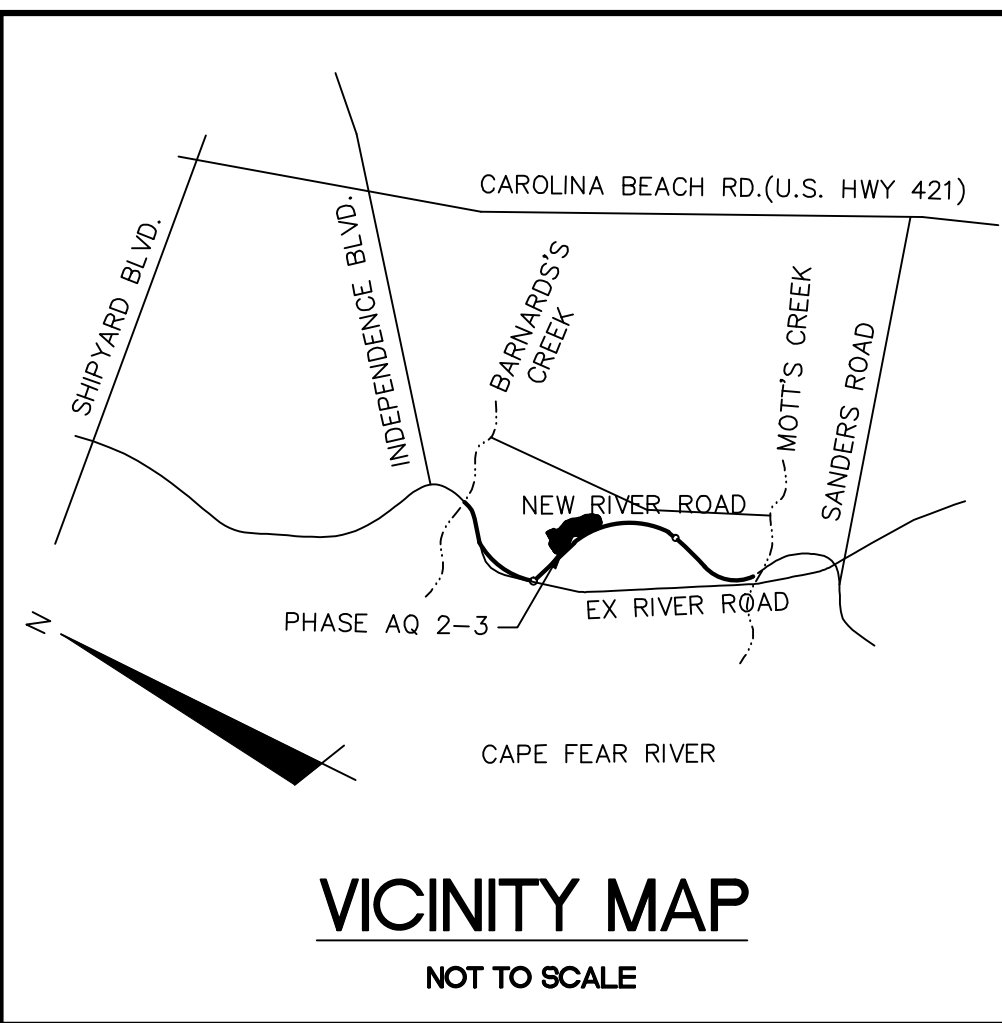 CAROLINA BEACH RD.(U.S. HWY 421)
SHIPYARD BLVD.
INDEPENDENCE BLVD.
BARNARDS'S
CREEK
MOTT'S CREEK
SANDERS ROAD
NEW RIVER ROAD
EX RIVER ROAD
PHASE AQ 2-3
N
CAPE FEAR RIVER
VICINITY MAP
NOT TO SCALE